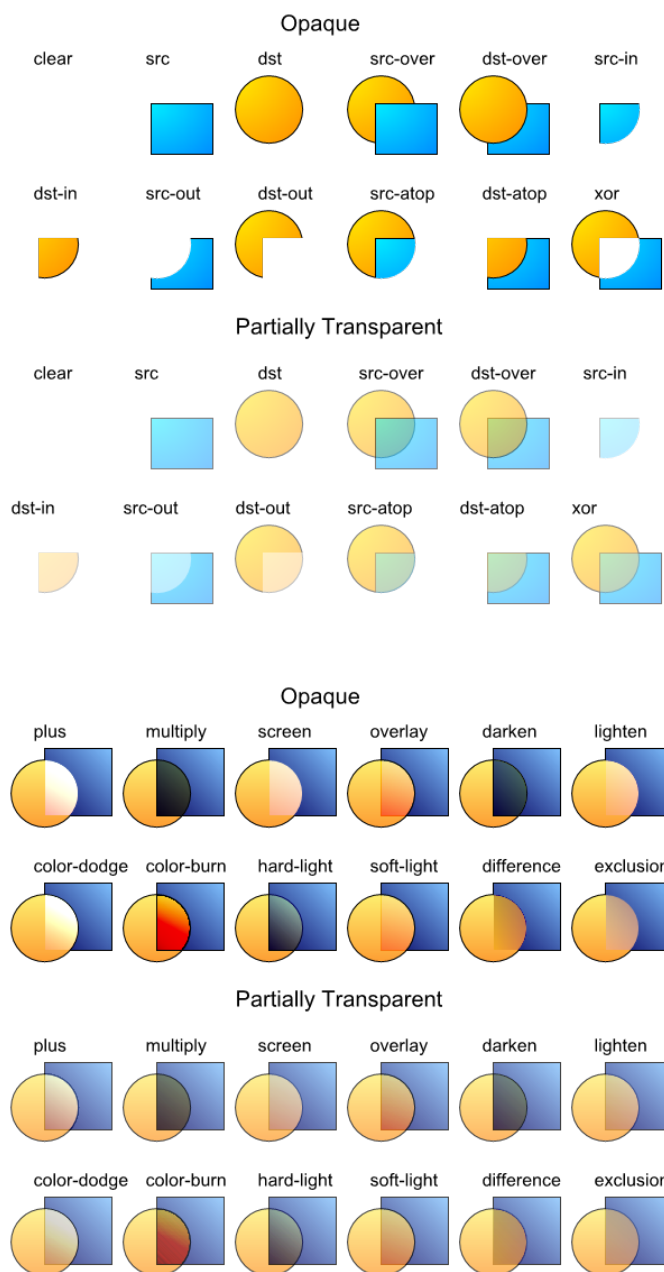 Opaque
clear src dst src-over dst-over src-in
dst-in src-out dst-out src-atop dst-atop xor
Partially Transparent
clear src dst src-over dst-over src-in
dst-in src-out dst-out src-atop dst-atop xor
Opaque
plus multiply screen overlay darken lighten
color-dodge color-burn hard-light soft-light difference exclusion
Partially Transparent
plus multiply screen overlay darken lighten
color-dodge color-burn hard-light soft-light difference exclusion